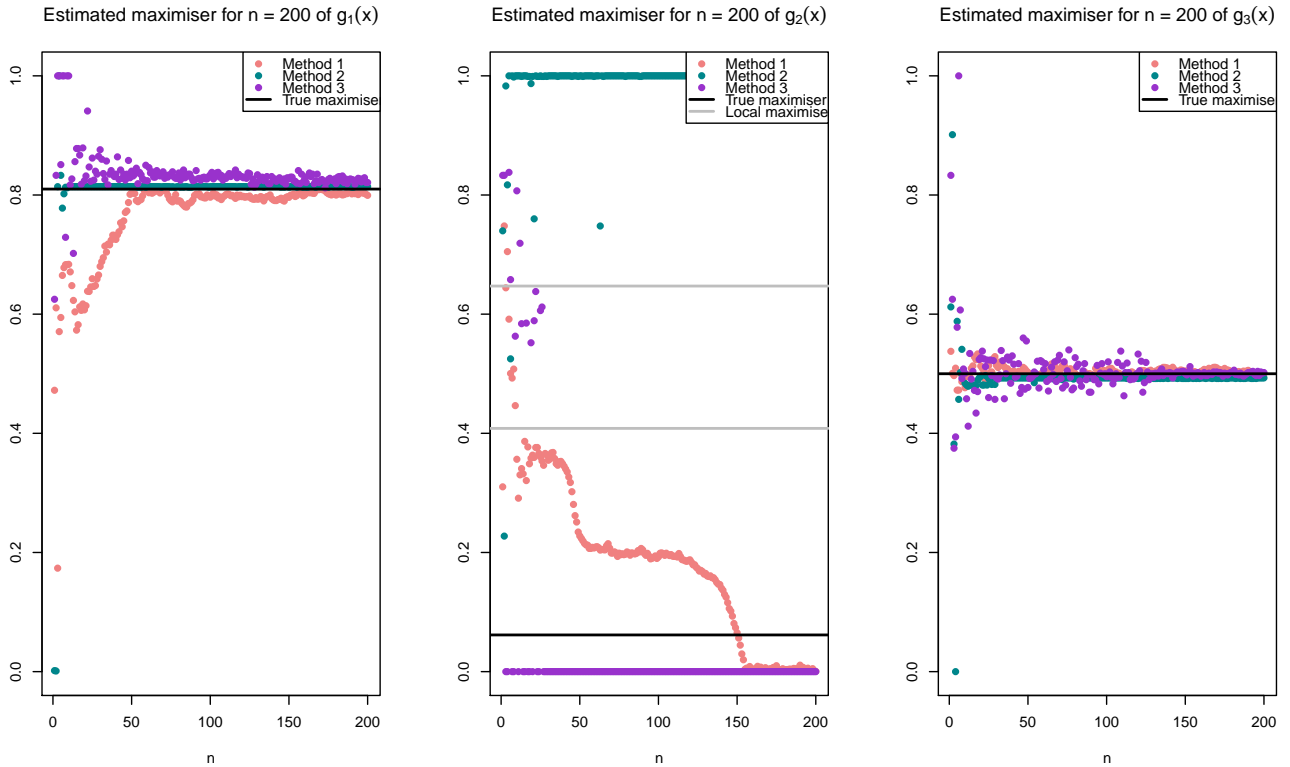 Estimated maximiser for n = 200 of g₁(x)
Method 1
Method 2
Method 3
True maximiser
0.0
0.2
0.4
0.6
0.8
1.0
0
50
100
150
200
n
Estimated maximiser for n = 200 of g₂(x)
Method 1
Method 2
Method 3
True maximiser
Local maximise
0.0
0.2
0.4
0.6
0.8
1.0
0
50
100
150
200
n
Estimated maximiser for n = 200 of g₃(x)
Method 1
Method 2
Method 3
True maximiser
0.0
0.2
0.4
0.6
0.8
1.0
0
50
100
150
200
n